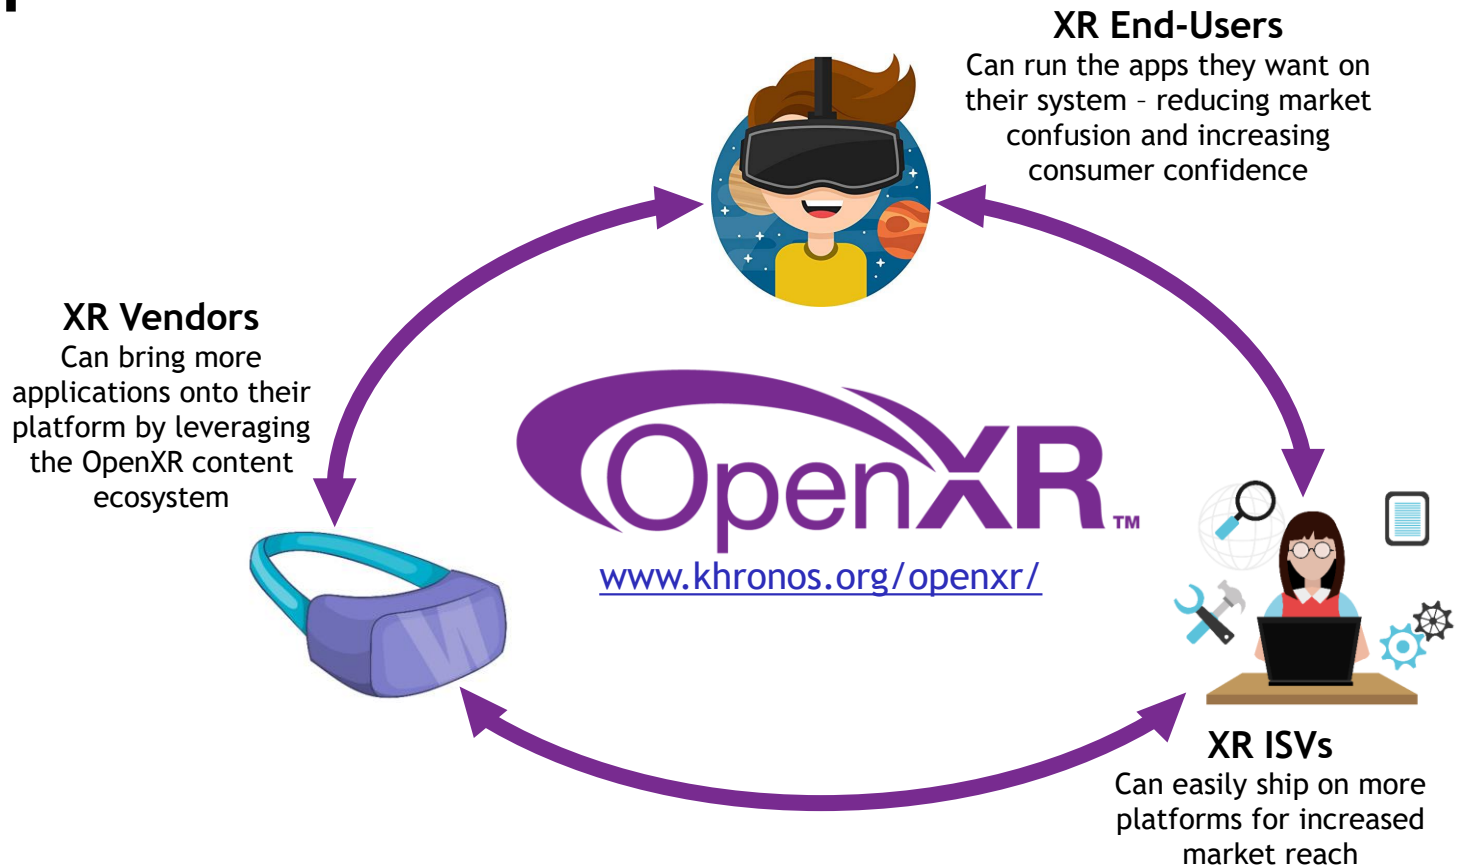 XR End-Users
Can run the apps they want on
their system – reducing market
confusion and increasing
consumer confidence
XR Vendors
Can bring more
applications onto their
platform by leveraging
the OpenXR content
ecosystem
OpenXR™
www.khronos.org/openxr/
XR ISVs
Can easily ship on more
platforms for increased
market reach